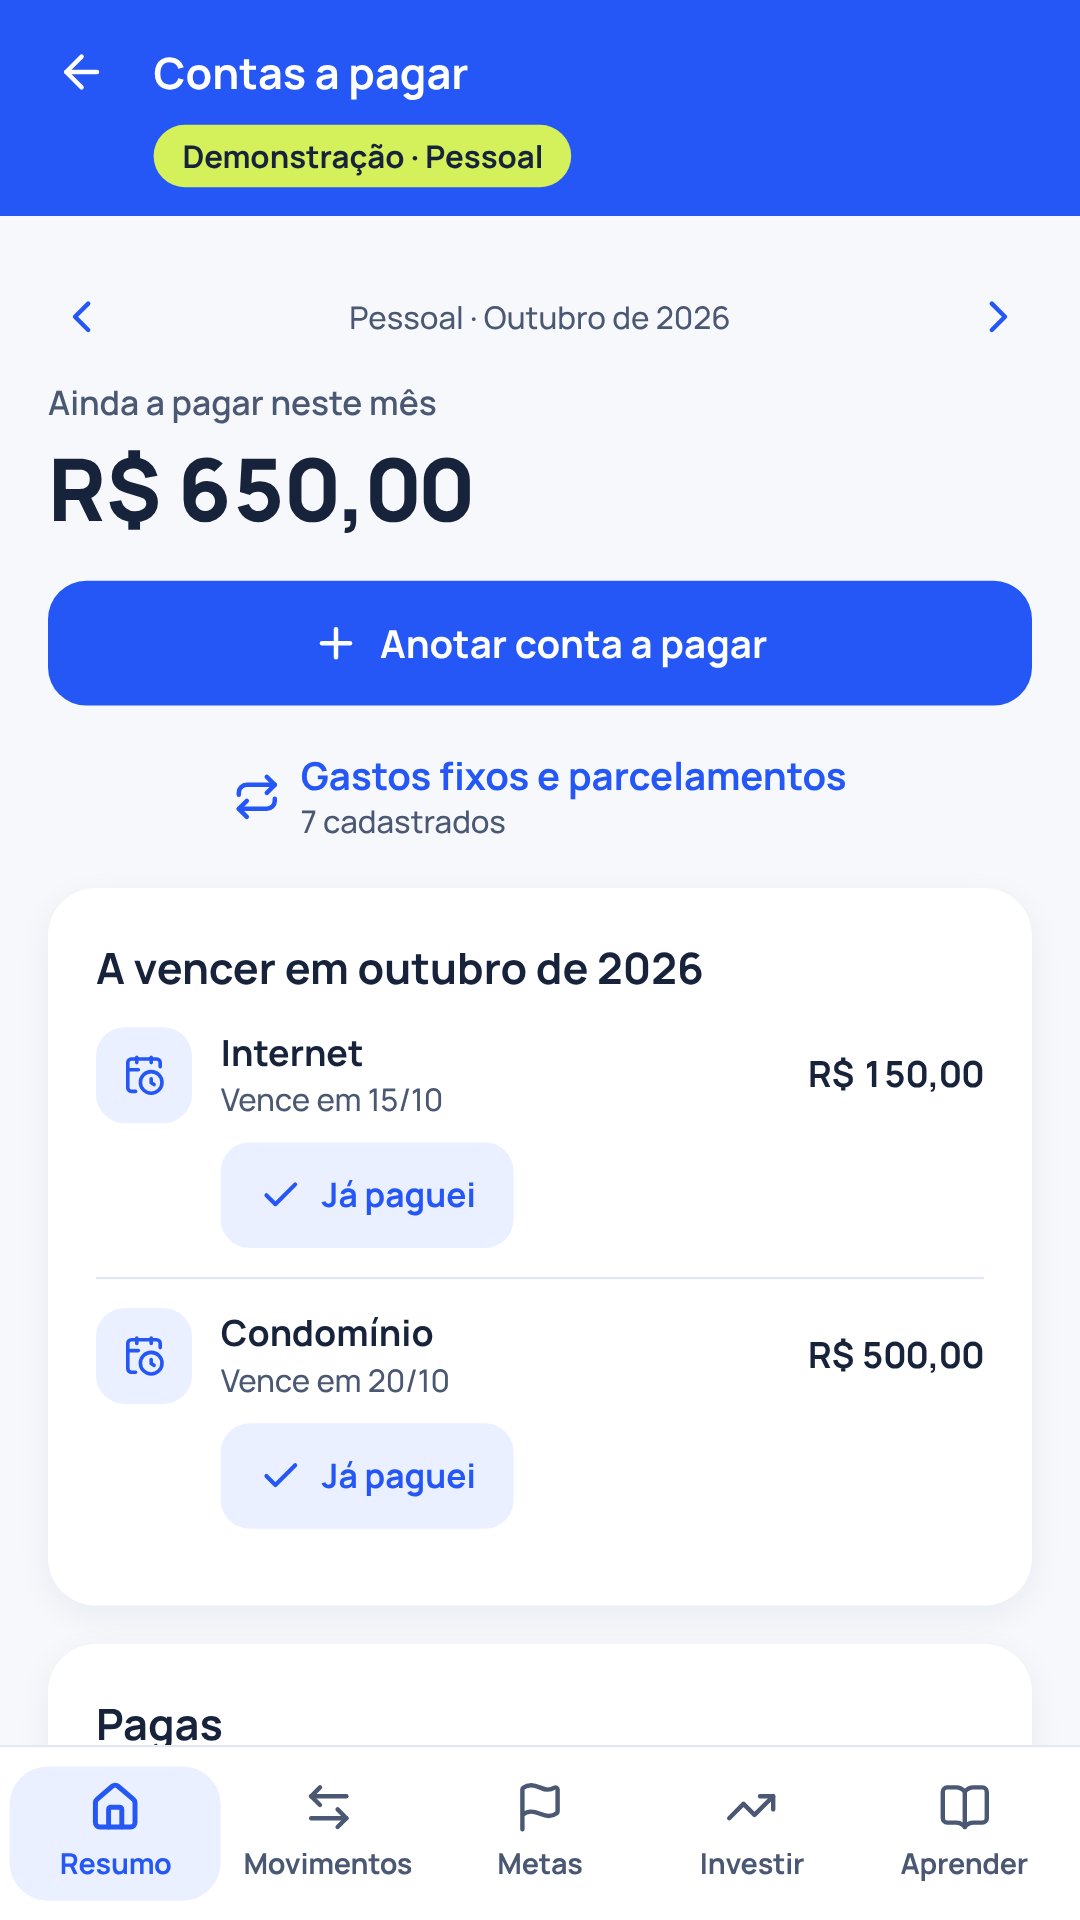 Contas a pagar
Demonstração · Pessoal
Pessoal · Outubro de 2026
Ainda a pagar neste mês
R$ 650,00
Anotar conta a pagar
Gastos fixos e parcelamentos
7 cadastrados
A vencer em outubro de 2026
Internet
R$ 150,00
Vence em 15/10
Já paguei
Condomínio
R$ 500,00
Vence em 20/10
Já paguei
Pagas
Resumo
Movimentos
Metas
Investir
Aprender